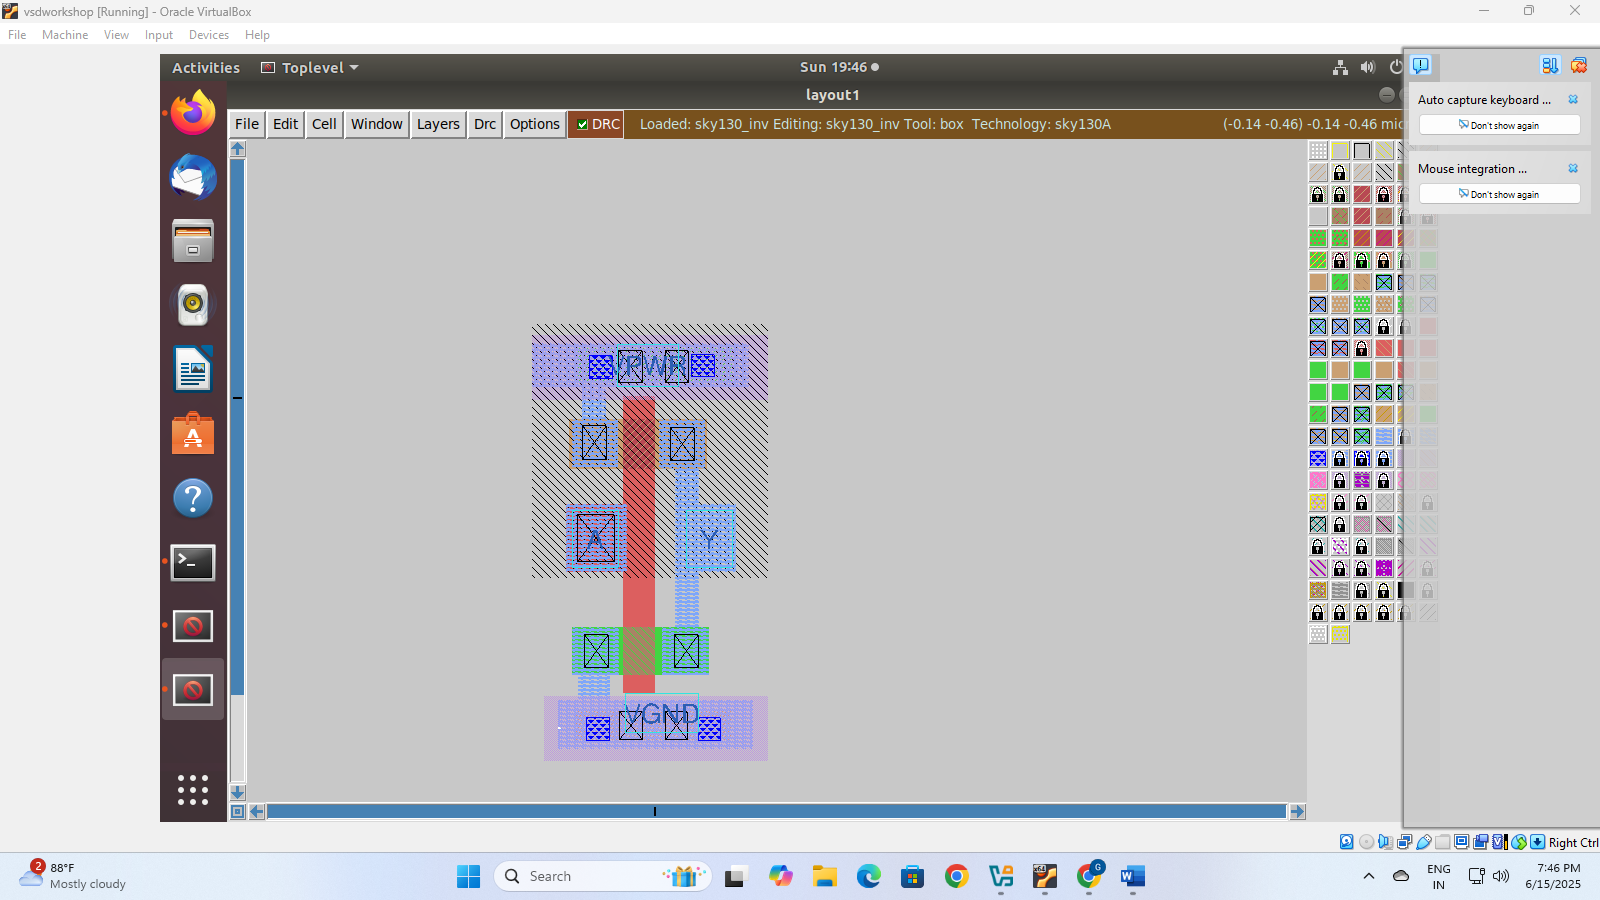 vsdworkshop [Running] - Oracle VirtualBox
File Machine View Input Devices Help
Activities Toplevel Sun 19:46
layout1
File Edit Cell Window Layers Drc Options DRC Loaded: sky130_inv Editing: sky130_inv Tool: box Technology: sky130A (-0.14 -0.46) -0.14 -0.46 mic
Auto capture keyboard ...
Don't show again
Mouse integration ...
Don't show again
VPWR
A
Y
VGND
Right Ctrl
2
88°F
Mostly cloudy
Search
x64
G
ENG
IN
7:46 PM
6/15/2025